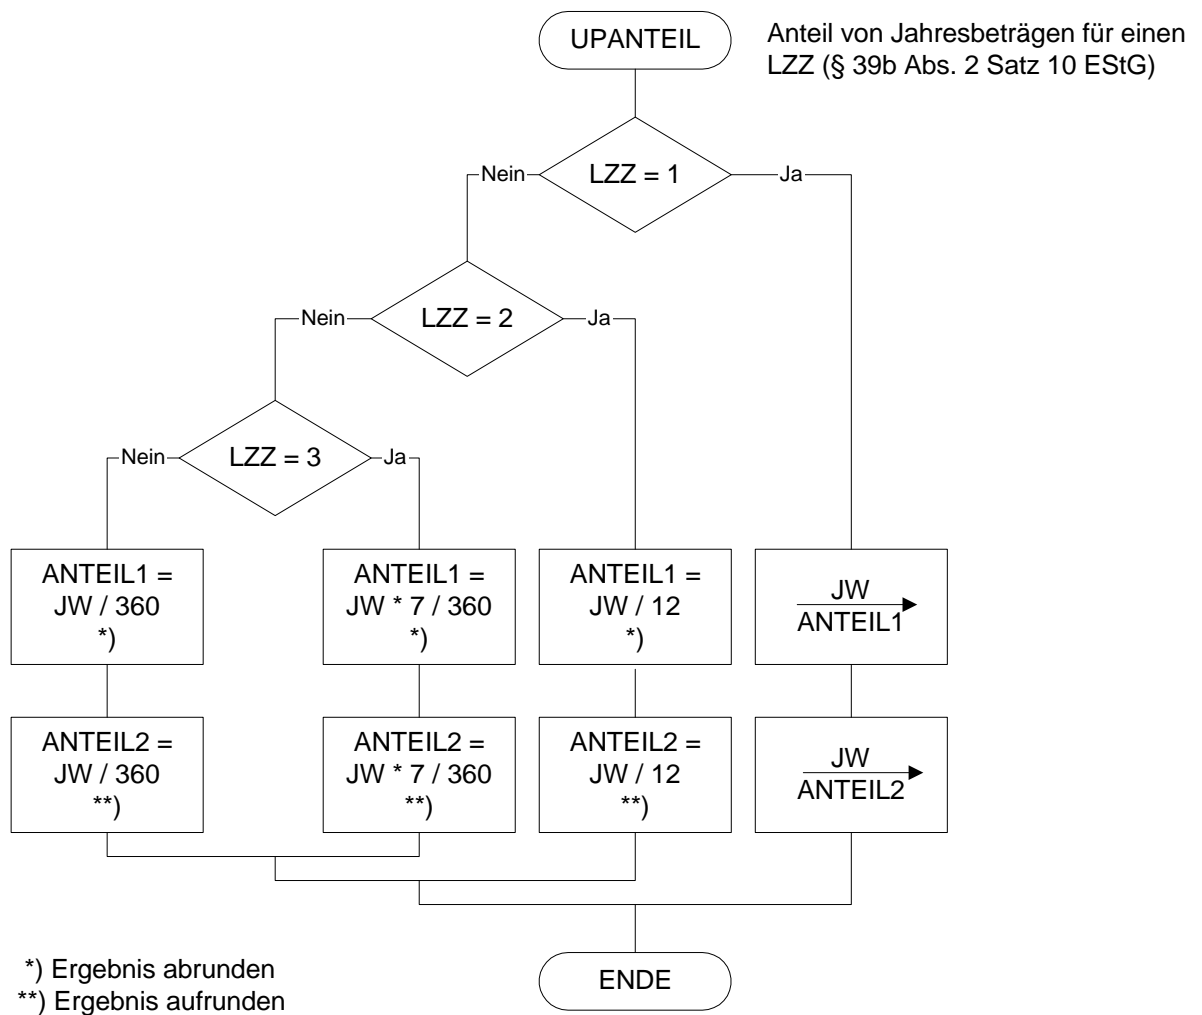 UPANTEIL
Anteil von Jahresbeträgen für einen
LZZ (§ 39b Abs. 2 Satz 10 EStG)
Nein
LZZ = 1
Ja
Nein
LZZ = 2
Ja
Nein
LZZ = 3
Ja
ANTEIL1 =
JW / 360
*)
ANTEIL1 =
JW * 7 / 360
*)
ANTEIL1 =
JW / 12
*)
JW
ANTEIL1
ANTEIL2 =
JW / 360
**)
ANTEIL2 =
JW * 7 / 360
**)
ANTEIL2 =
JW / 12
**)
JW
ANTEIL2
*) Ergebnis abrunden
**) Ergebnis aufrunden
ENDE